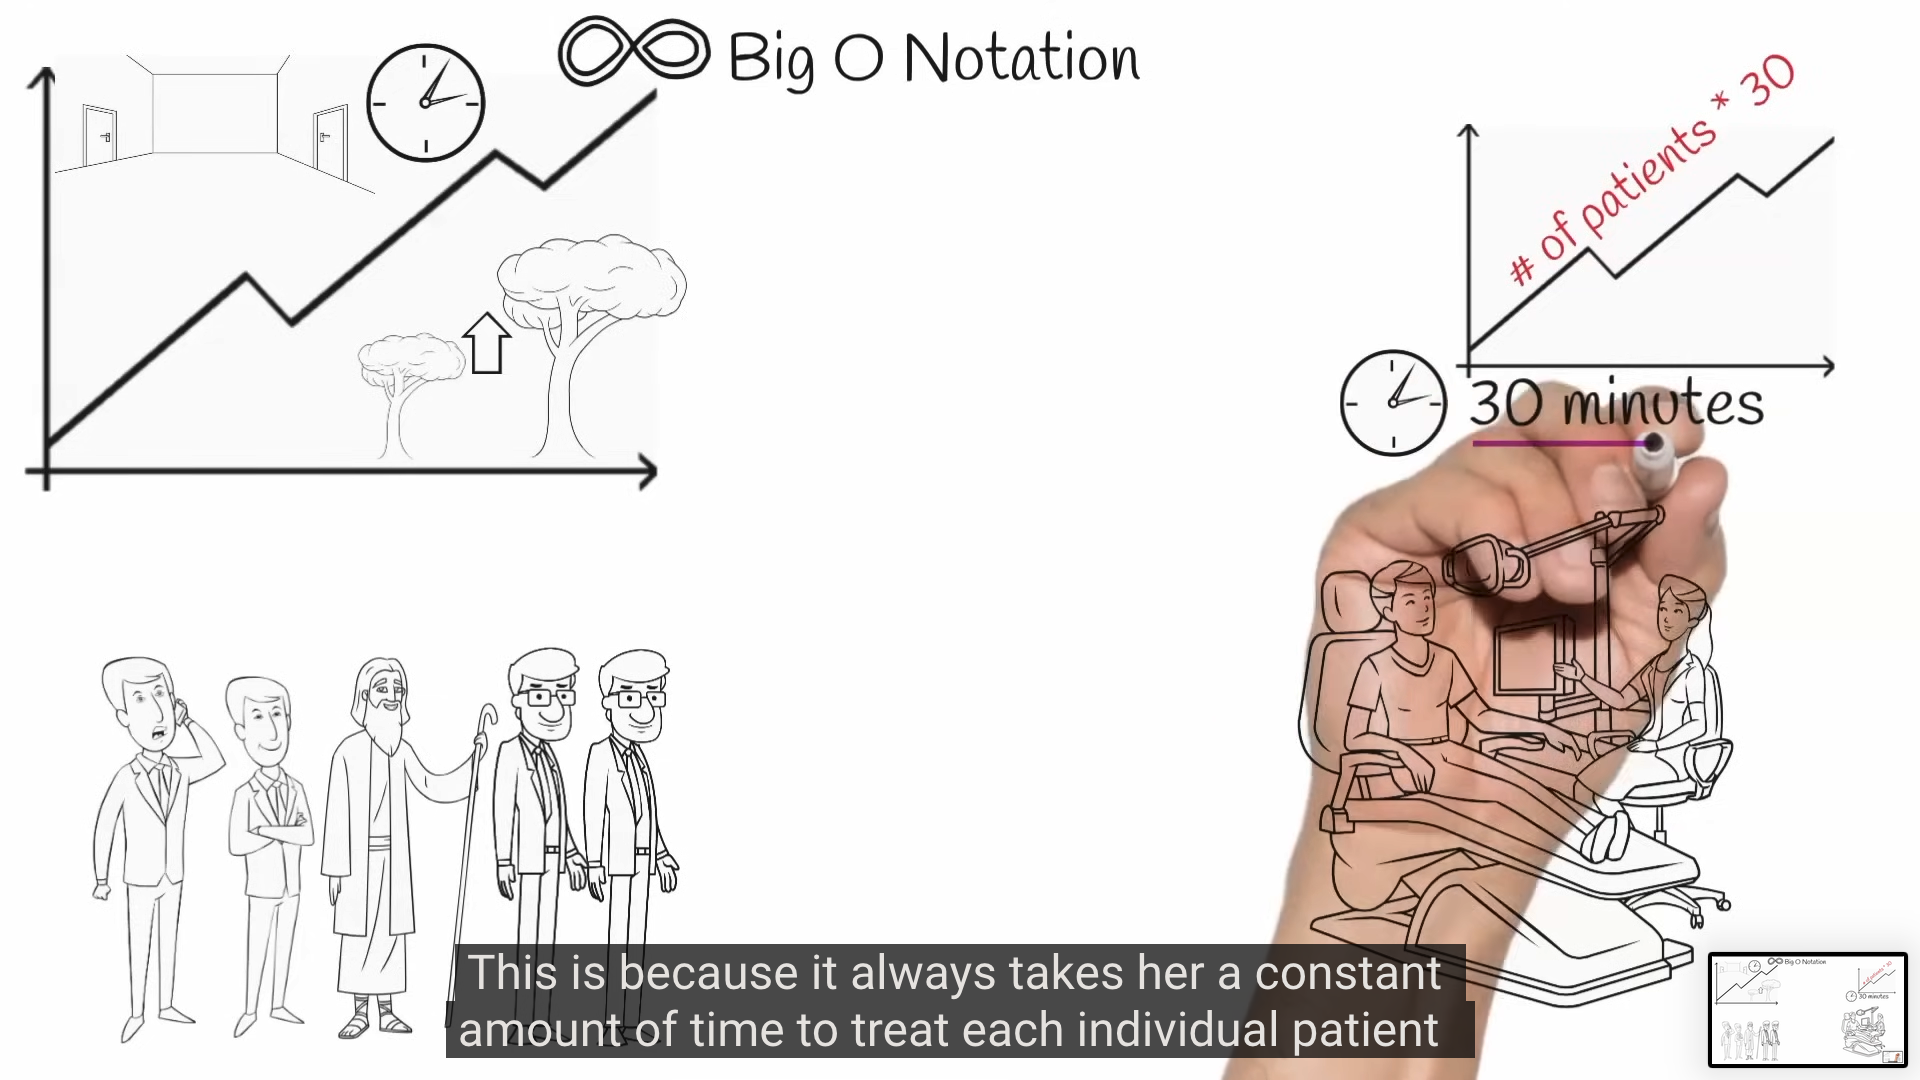 Big O Notation
# of patients * 30
30 minutes
This is because it always takes her a constant
amount of time to treat each individual patient